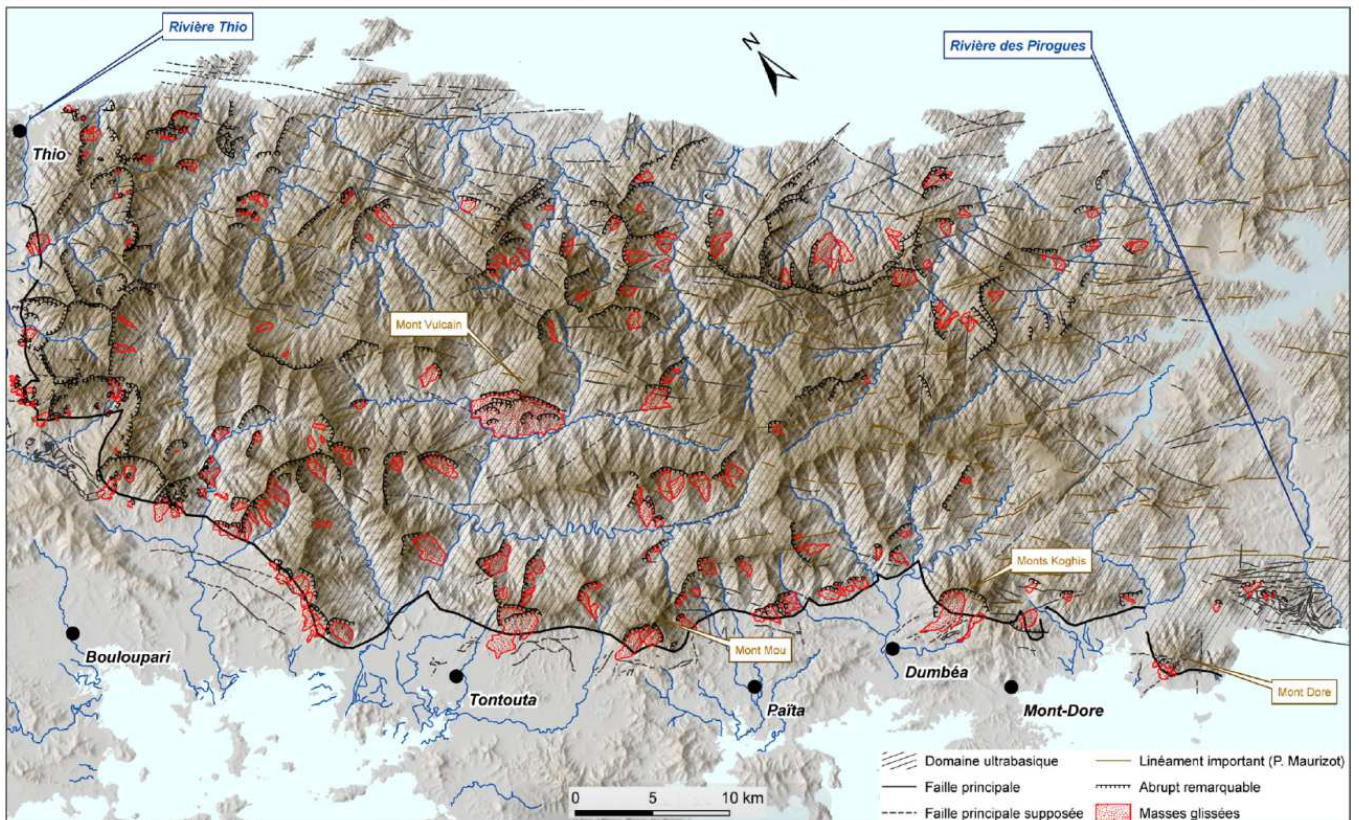 Rivière Thio
N
Rivière des Pirogues
Thio
Mont Vulcain
Monts Koghis
Bouloupari
Mont Mou
Dumbéa
Tontouta
Païta
Mont-Dore
Mont Dore
Domaine ultrabasique
Linéament important (P. Maurizot)
Faille principale
Abrupt remarquable
0 5 10 km
Faille principale supposée
Masses glissées